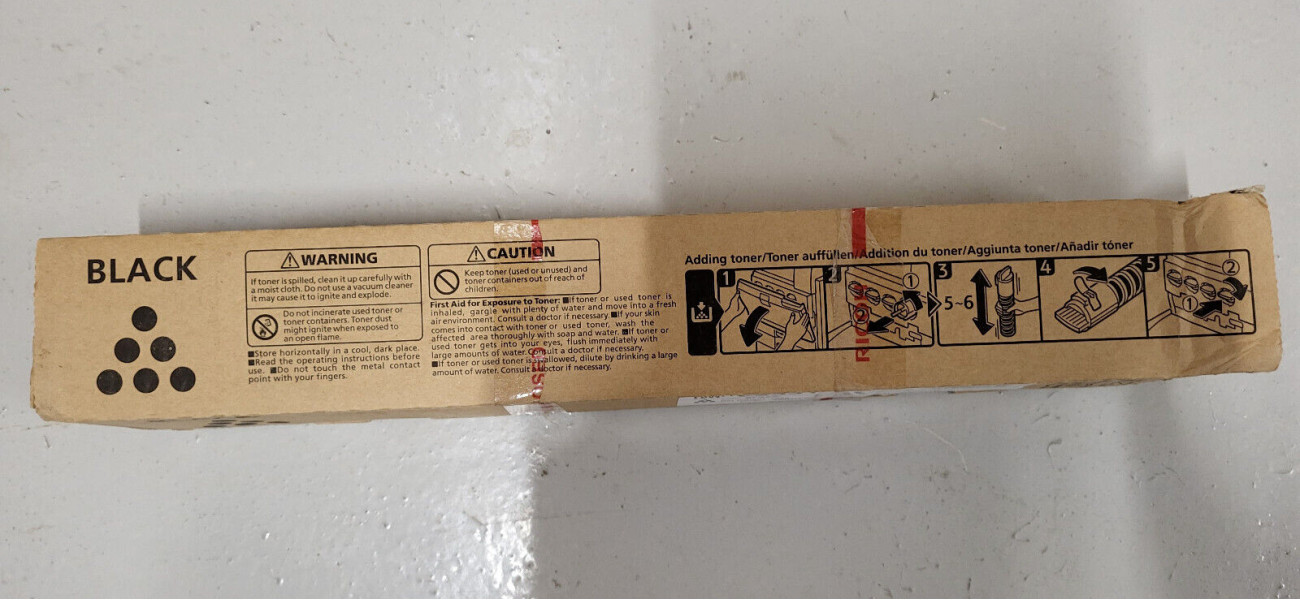 BLACK
WARNING
If toner is spilled, clean it up carefully with
a moist cloth. Do not use a vacuum cleaner
it may cause it to ignite and explode.
Do not incinerate used toner or
toner containers. Toner dust
might ignite when exposed to
an open flame.
■Store horizontally in a cool, dark place.
■Read the operating instructions before
use. ■Do not touch the metal contact
point with your fingers.
CAUTION
Keep toner (used or unused) and
toner containers out of reach of
children.
First Aid for Exposure to Toner: ■If toner or used toner is
inhaled, gargle with plenty of water and move into a fresh
air environment. Consult a doctor if necessary. ■If your skin
comes into contact with toner or used toner, wash the
affected area thoroughly with soap and water. ■If toner or
used toner gets into your eyes, flush immediately with
large amounts of water. Consult a doctor if necessary.
■If toner or used toner is swallowed, dilute by drinking a large
amount of water. Consult a doctor if necessary.
Adding toner/Toner auffüllen/Addition du toner/Aggiunta toner/Añadir tóner
1
2
①
3
5~6
4
5
①
②
RICOH